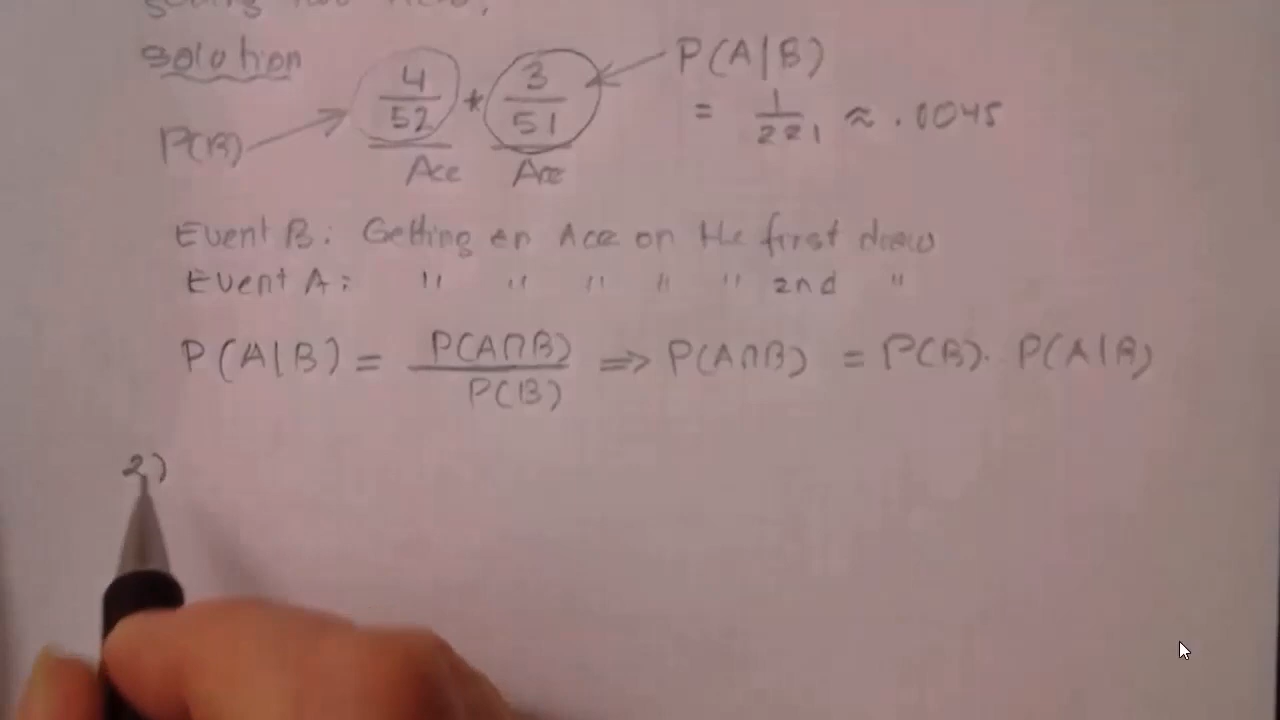 Solution
4/52 * 3/51 P(A|B)
P(B) = 1/221 ≈ .0045
Ace Ace
Event B: Getting an Ace on the first draw
Event A: " " " " " 2nd "
P(A|B) = P(A∩B)/P(B) ⇒ P(A∩B) = P(B) · P(A|B)
2)